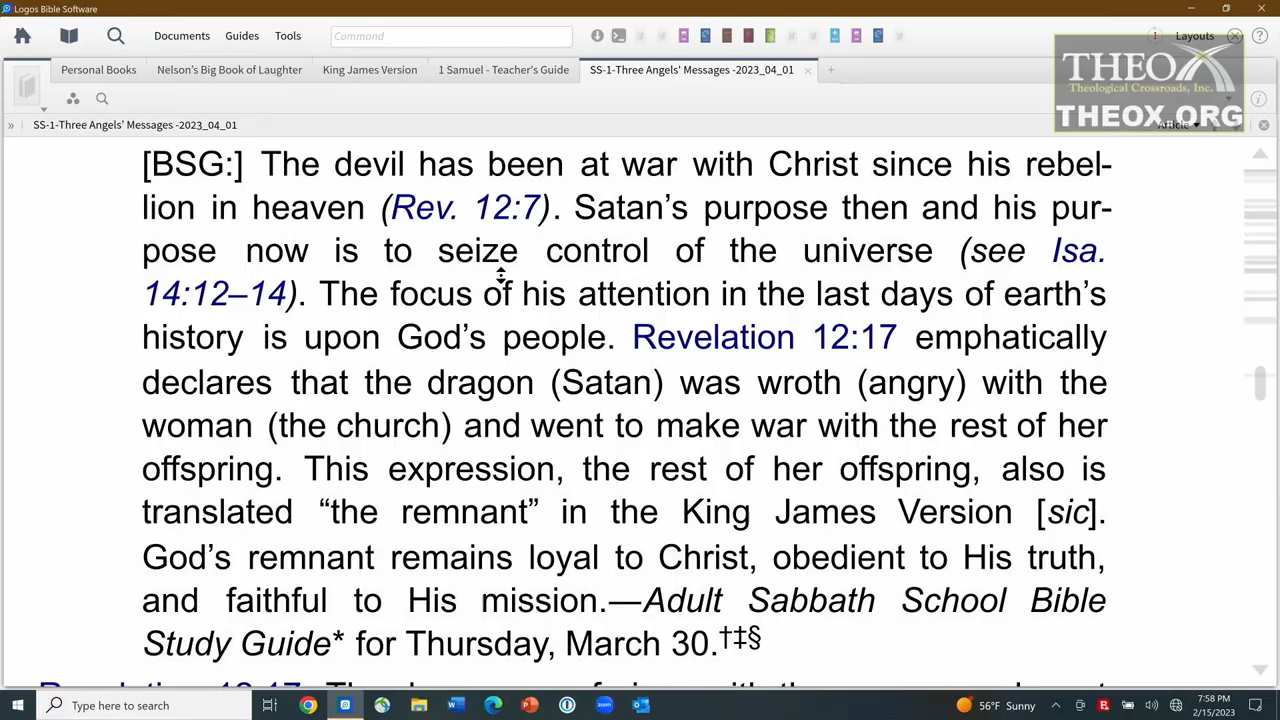 Logos Bible Software
Documents Guides Tools Command Layouts
Personal Books Nelson's Big Book of Laughter King James Version 1 Samuel - Teacher's Guide SS-1-Three Angels' Messages -2023_04_01
THEOX
Theological Crossroads, Inc.
THEOX.ORG
SS-1-Three Angels' Messages -2023_04_01 Article
[BSG:] The devil has been at war with Christ since his rebel-
lion in heaven (Rev. 12:7). Satan's purpose then and his pur-
pose now is to seize control of the universe (see Isa.
14:12–14). The focus of his attention in the last days of earth's
history is upon God's people. Revelation 12:17 emphatically
declares that the dragon (Satan) was wroth (angry) with the
woman (the church) and went to make war with the rest of her
offspring. This expression, the rest of her offspring, also is
translated “the remnant” in the King James Version [sic].
God's remnant remains loyal to Christ, obedient to His truth,
and faithful to His mission.—Adult Sabbath School Bible
Study Guide* for Thursday, March 30.†‡§
Type here to search 56°F Sunny 7:58 PM
2/15/2023